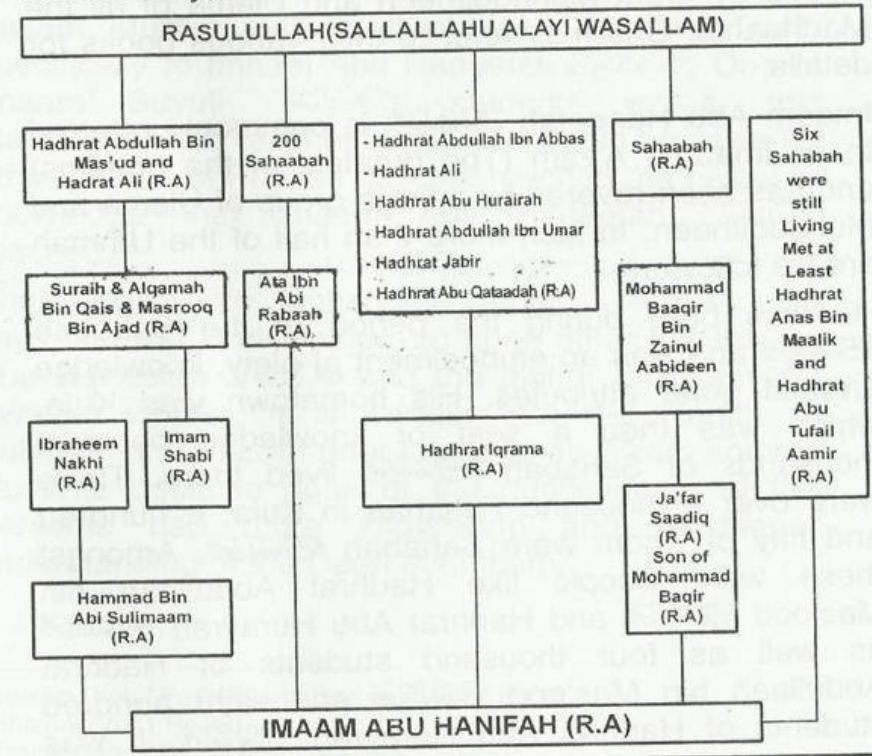 RASULULLAH(SALLALLAHU ALAYI WASALLAM)
Hadhrat Abdullah Bin
Mas'ud and
Hadrat Ali (R.A)
200
Sahaabah
(R.A)
- Hadhrat Abdullah Ibn Abbas
- Hadhrat Ali
- Hadhrat Abu Hurairah
- Hadhrat Abdullah Ibn Umar
- Hadhrat Jabir
- Hadhrat Abu Qataadah (R.A)
Sahaabah
(R.A)
Six
Sahabah
were
still
Living
Met at
Least
Hadhrat
Anas Bin
Maalik
and
Hadhrat
Abu
Tufail
Aamir
(R.A)
Suraih & Alqamah
Bin Qais & Masrooq
Bin Ajad (R.A)
Ata Ibn
Abi
Rabaah
(R.A)
Mohammad
Baaqir
Bin
Zainul
Aabideen
(R.A)
Ibraheem
Nakhi
(R.A)
Imam
Shabi
(R.A)
Hadhrat Iqrama
(R.A)
Ja'far
Saadiq
(R.A)
Son of
Mohammad
Baqir
(R.A)
Hammad Bin
Abi Sulimaam
(R.A)
IMAAM ABU HANIFAH (R.A)